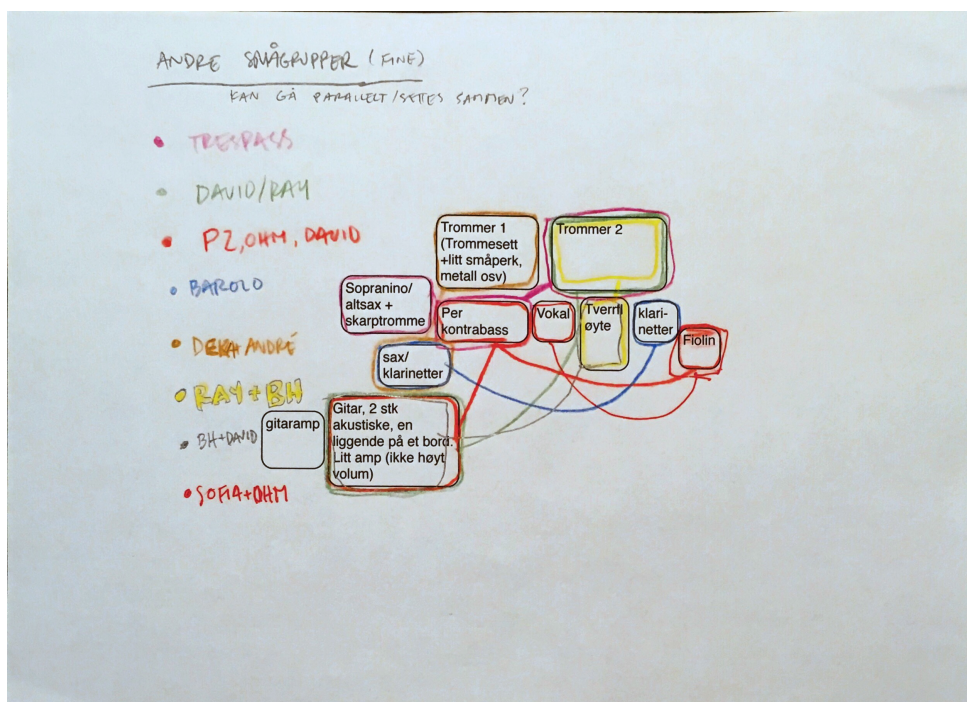 ANDRE SMÅGRUPPER (FINE)
KAN GÅ PARALLELT/SETTES SAMMEN?
• TRESPASS
• DAVID/RAY
• PZ, OHM, DAVID
• BAROLO
• DEKA+ANDRÉ
• RAY+BH
• BH+DAVID
• SOFIA+OHM
Trommer 1
(Trommesett
+litt småperk,
metall osv)
Trommer 2
Sopranino/
altsax +
skarptromme
Per
kontrabass
Vokal
Tverrfl
øyte
klari-
netter
Fiolin
sax/
klarinetter
gitaramp
Gitar, 2 stk
akustiske, en
liggende på et bord.
Litt amp (ikke høyt
volum)